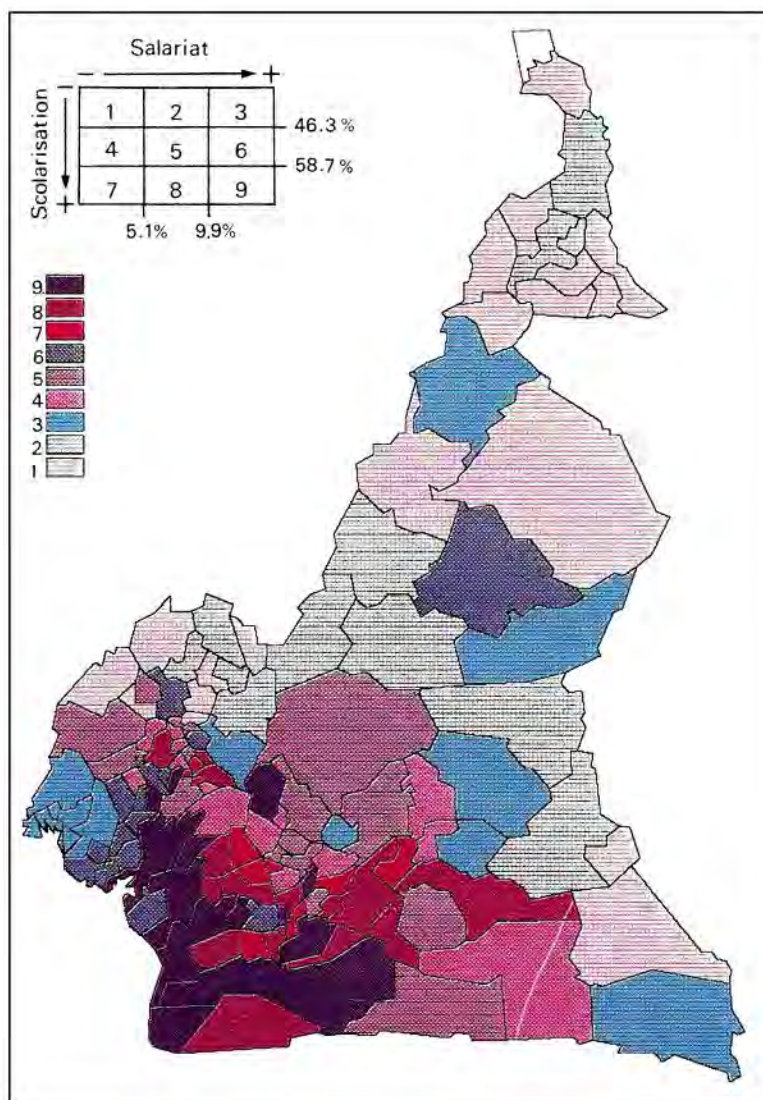 Salariat
− +
Scolarisation
− +
1 2 3
4 5 6
7 8 9
46.3 %
58.7 %
5.1% 9.9%
9
8
7
6
5
4
3
2
1